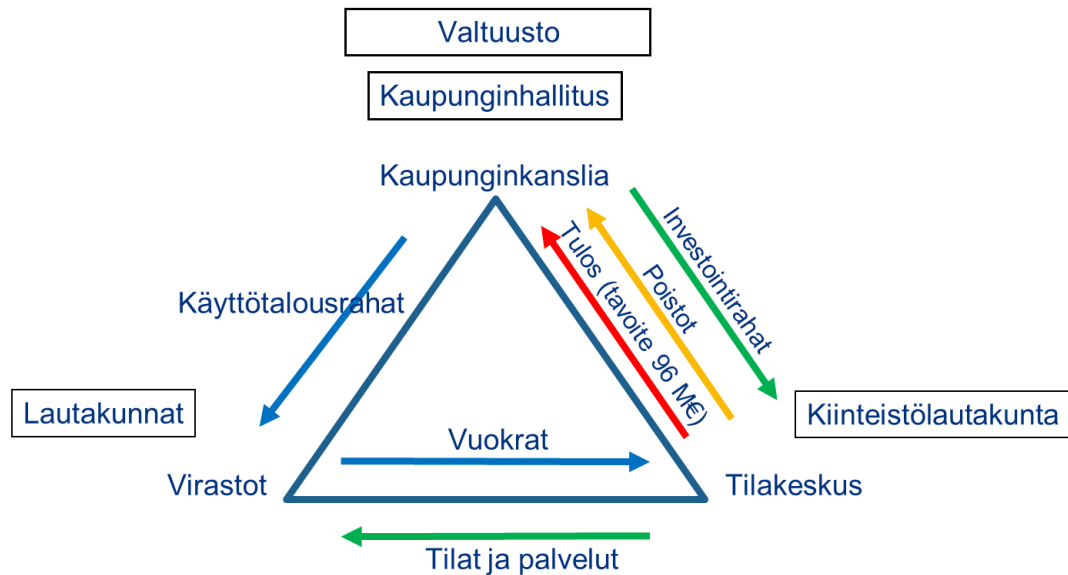 Valtuusto
Kaupunginhallitus
Kaupunginkanslia
Investointirahat
Poistot
Tulos (tavoite 96 M€)
Käyttötalousrahat
Lautakunnat
Kiinteistölautakunta
Vuokrat
Virastot
Tilakeskus
Tilat ja palvelut